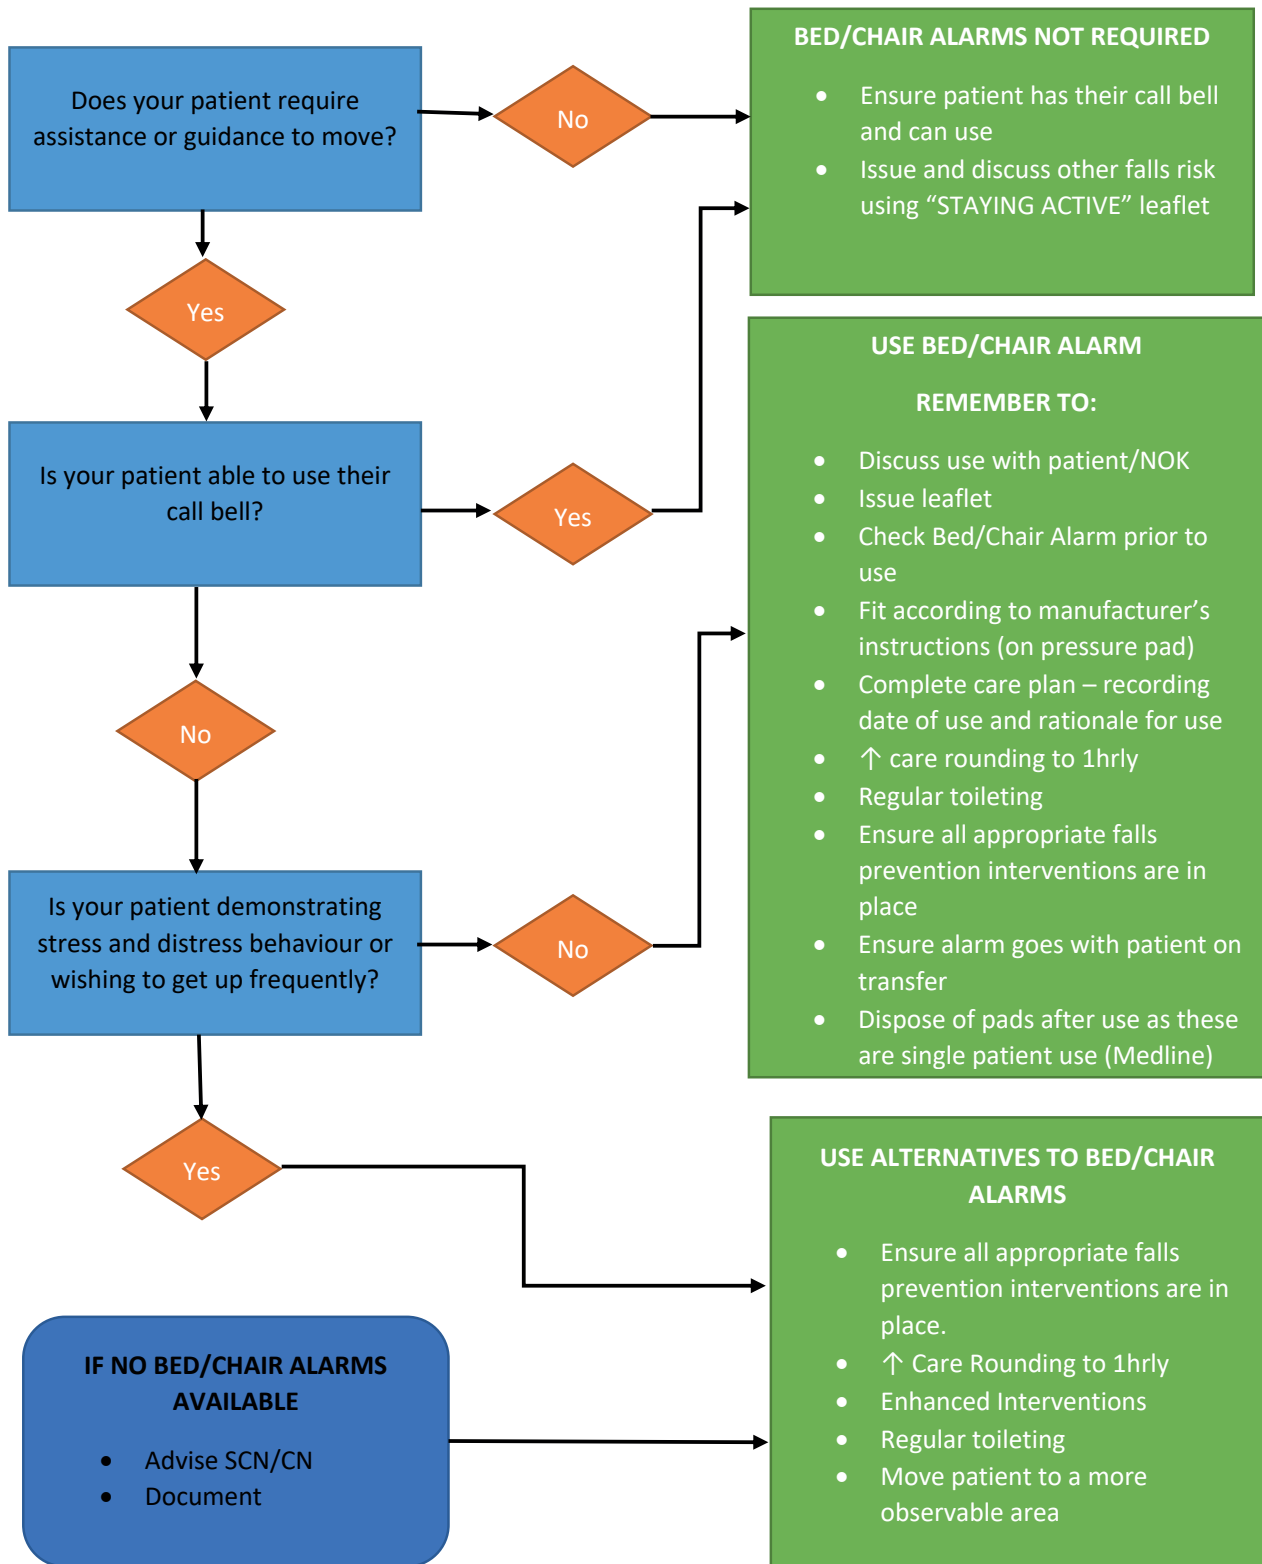 Does your patient require
assistance or guidance to move?
No
BED/CHAIR ALARMS NOT REQUIRED
• Ensure patient has their call bell
and can use
• Issue and discuss other falls risk
using “STAYING ACTIVE” leaflet
Yes
Is your patient able to use their
call bell?
Yes
USE BED/CHAIR ALARM
REMEMBER TO:
• Discuss use with patient/NOK
• Issue leaflet
• Check Bed/Chair Alarm prior to
use
• Fit according to manufacturer’s
instructions (on pressure pad)
• Complete care plan – recording
date of use and rationale for use
• ↑ care rounding to 1hrly
• Regular toileting
• Ensure all appropriate falls
prevention interventions are in
place
• Ensure alarm goes with patient on
transfer
• Dispose of pads after use as these
are single patient use (Medline)
No
Is your patient demonstrating
stress and distress behaviour or
wishing to get up frequently?
No
Yes
USE ALTERNATIVES TO BED/CHAIR
ALARMS
• Ensure all appropriate falls
prevention interventions are in
place.
• ↑ Care Rounding to 1hrly
• Enhanced Interventions
• Regular toileting
• Move patient to a more
observable area
IF NO BED/CHAIR ALARMS
AVAILABLE
• Advise SCN/CN
• Document